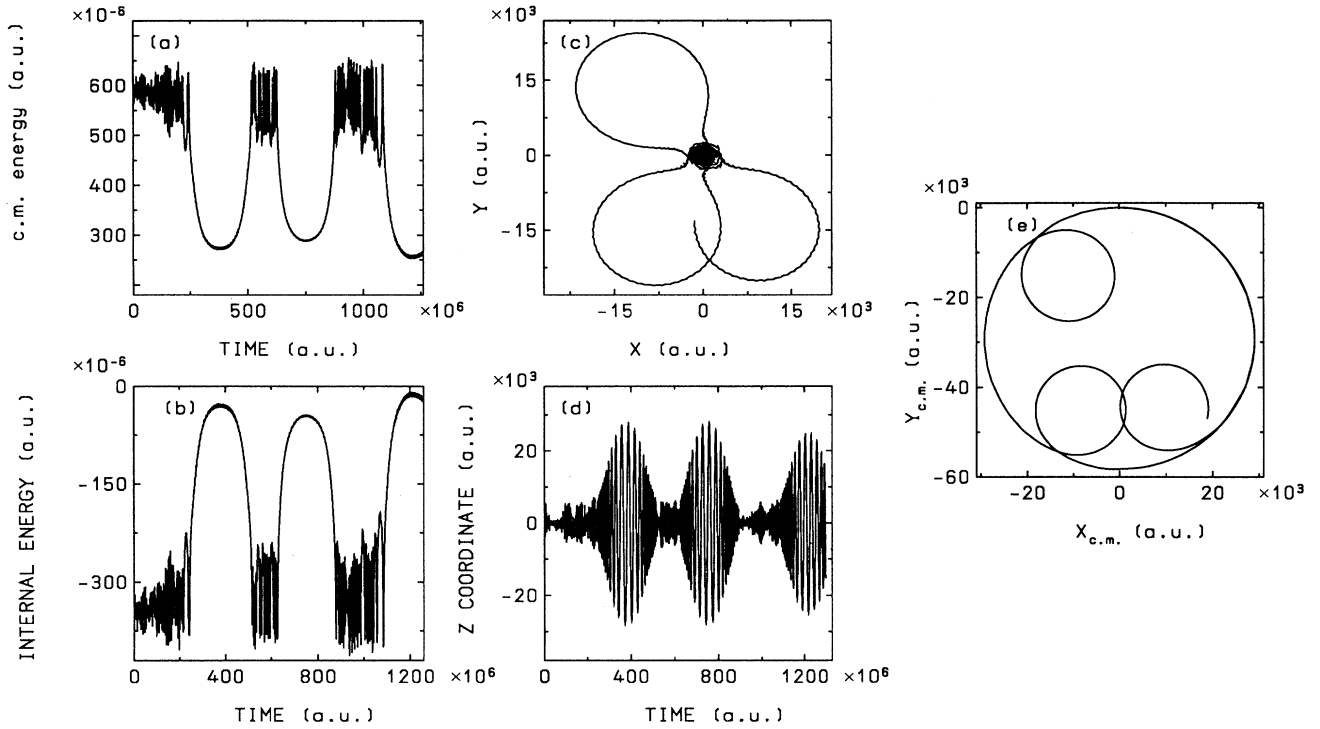 ×10⁻⁶
c.m. energy (a.u.)
(a)
600
500
400
300
0 500 1000 ×10⁶
TIME (a.u.)
×10³
Y (a.u.)
(c)
15
0
-15
-15 0 15 ×10³
X (a.u.)
×10⁻⁶
INTERNAL ENERGY (a.u.)
(b)
0
-150
-300
0 400 800 1200 ×10⁶
TIME (a.u.)
×10³
Z COORDINATE (a.u.)
(d)
20
0
-20
0 400 800 1200 ×10⁶
TIME (a.u.)
×10³
Y_c.m. (a.u.)
(e)
0
-20
-40
-60
-20 0 20 ×10³
X_c.m. (a.u.)